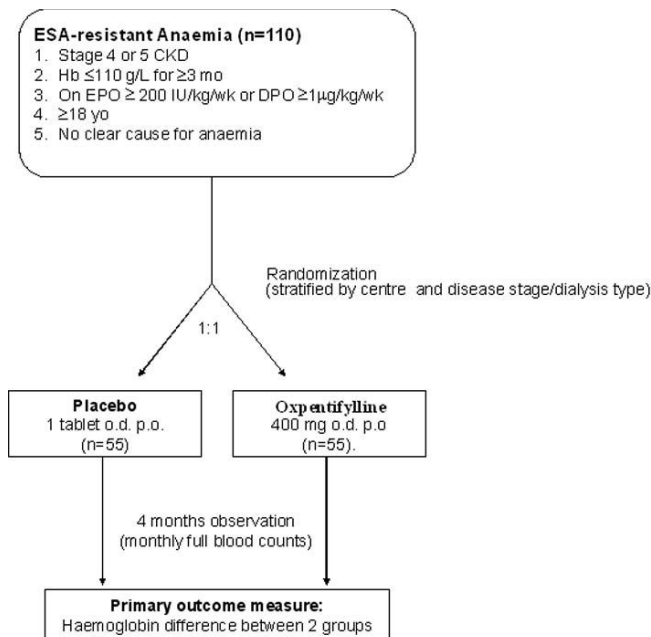 ESA-resistant Anaemia (n=110)
1. Stage 4 or 5 CKD
2. Hb ≤110 g/L for ≥3 mo
3. On EPO ≥ 200 IU/kg/wk or DPO ≥1µg/kg/wk
4. ≥18 yo
5. No clear cause for anaemia
Randomization
(stratified by centre and disease stage/dialysis type)
1:1
Placebo
1 tablet o.d. p.o.
(n=55)
Oxpentifylline
400 mg o.d. p.o
(n=55).
4 months observation
(monthly full blood counts)
Primary outcome measure:
Haemoglobin difference between 2 groups